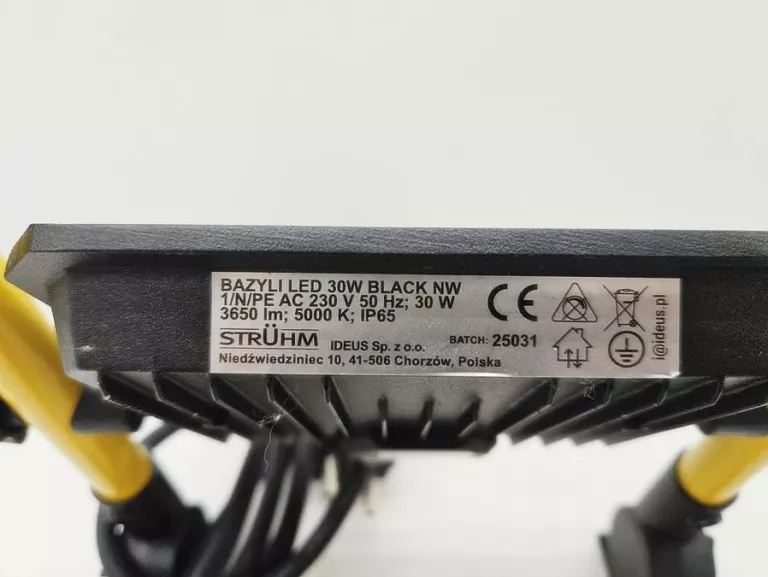 BAZYLI LED 30W BLACK NW
1/N/PE AC 230 V 50 Hz; 30 W
3650 lm; 5000 K; IP65
STRÜHM IDEUS Sp. z o.o. BATCH: 25031
Niedźwiedziniec 10, 41-506 Chorzów, Polska
CE
i@ideus.pl